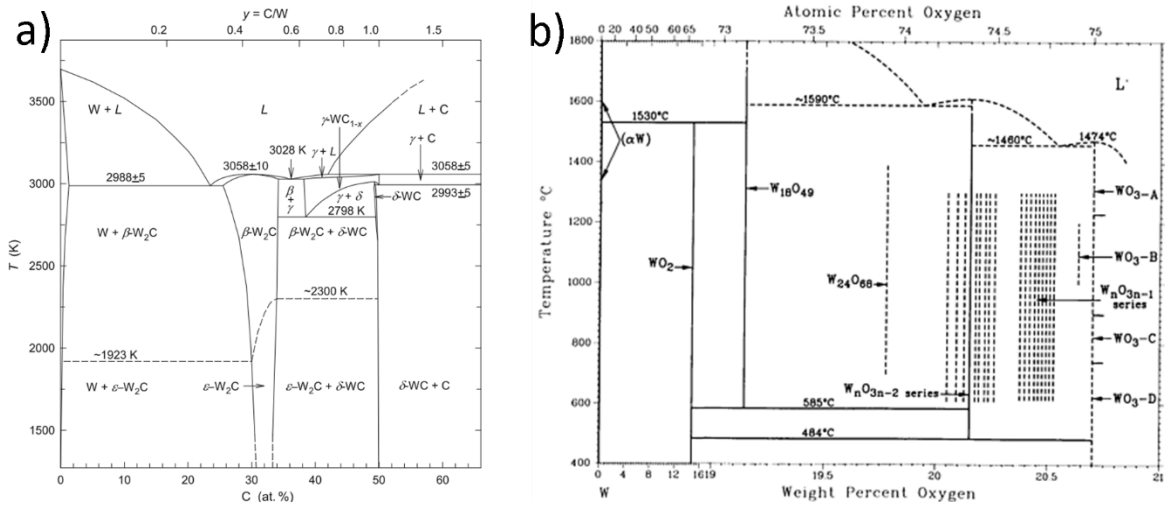 a)
y = C/W
0.2 0.4 0.6 0.8 1.0 1.5
3500
3000
2500
2000
1500
T (K)
W + L
L
L + C
γ-WC1-x
γ + C
3028 K
γ + L
3058±10
3058±5
2988±5
2993±5
β + γ
γ + δ
δ-WC
2798 K
W + β-W2C
β-W2C
β-W2C + δ-WC
~2300 K
~1923 K
W + ε-W2C
ε-W2C
ε-W2C + δ-WC
δ-WC + C
0 10 20 30 40 50 60
C (at. %)
b)
Atomic Percent Oxygen
0 20 40 50 60 65 73 73.5 74 74.5 75
1800
1600
1400
1200
1000
800
600
400
Temperature °C
L
~1590°C
1530°C
~1460°C
1474°C
(αW)
WO3-A
W18O49
WO3-B
WO2
W24O68
WnO3n-1
series
WO3-C
WnO3n-2 series
WO3-D
585°C
484°C
0 4 8 12 16 19 19.5 20 20.5 21
W
Weight Percent Oxygen